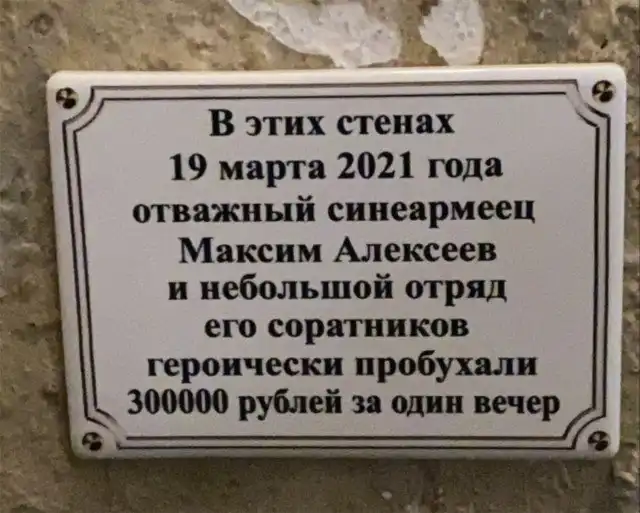 В этих стенах
19 марта 2021 года
отважный синеармеец
Максим Алексеев
и небольшой отряд
его соратников
героически пробухали
300000 рублей за один вечер